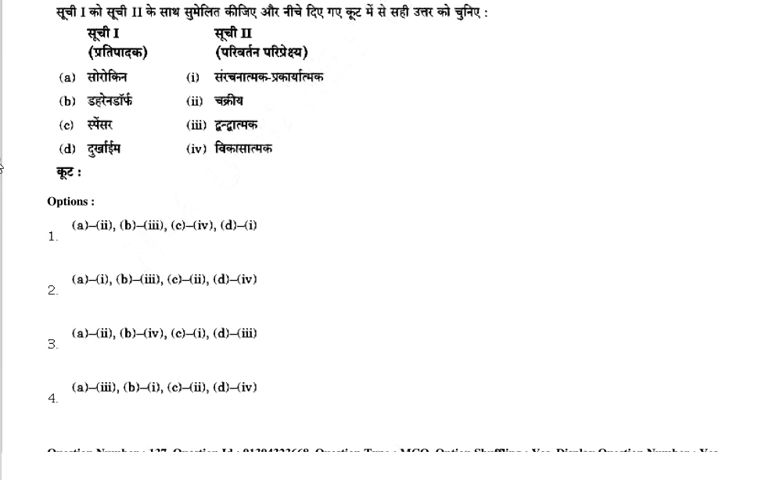 सूची I को सूची II के साथ सुमेलित कीजिए और नीचे दिए गए कूट में से सही उत्तर को चुनिए :
सूची I सूची II
(प्रतिपादक) (परिवर्तन परिप्रेक्ष्य)
(a) सोरोकिन (i) संरचनात्मक-प्रकार्यात्मक
(b) डहरेनडॉर्फ (ii) चक्रीय
(c) स्पेंसर (iii) द्वन्द्वात्मक
(d) दुर्खाईम (iv) विकासात्मक
कूट :
Options :
1. (a)–(ii), (b)–(iii), (c)–(iv), (d)–(i)
2. (a)–(i), (b)–(iii), (c)–(ii), (d)–(iv)
3. (a)–(ii), (b)–(iv), (c)–(i), (d)–(iii)
4. (a)–(iii), (b)–(i), (c)–(ii), (d)–(iv)